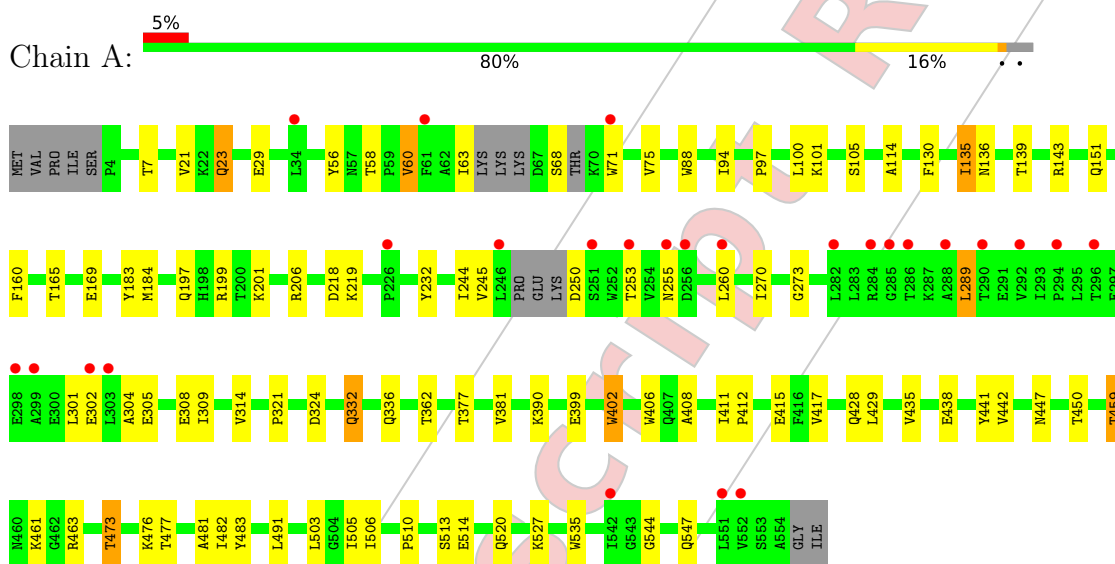 5%
Chain A:
80% 16% • •
MET VAL PRO ILE SER P4 T7 V21 K22 Q23 E29 L34 Y56 N57 T58 P59 V60 F61 A62 I63 LYS LYS LYS D67 S68 THR K70 W71 V75 W88 I94 P97 L100 K101 S105 A114 F130 I135 N136 T139 R143 Q151
F160 T165 E169 Y183 M184 Q197 H198 R199 T200 K201 R206 D218 K219 P226 Y232 I244 V245 L246 PRO GLU LYS D250 S251 W252 T253 V254 N255 D256 L260 I270 G273 L282 L283 R284 G285 T286 K287 A288 L289 T290 E291 V292 I293 P294 L295 T296 E297
E298 A299 E300 L301 E302 L303 A304 E305 E308 I309 V314 P321 D324 Q332 Q336 T362 T377 V381 K390 E399 W402 W406 Q407 A408 I411 P412 E415 F416 V417 Q428 L429 V435 E438 Y441 V442 N447 T450 T459
N460 K461 G462 R463 T473 K476 T477 A481 I482 Y483 L491 L503 G504 I505 I506 P510 S513 E514 Q520 K527 W535 I542 G543 G544 Q547 L551 V552 S553 A554 GLY ILE